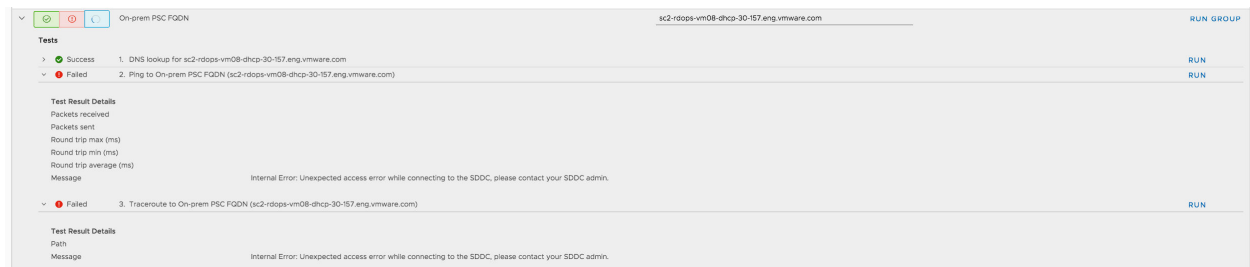 On-prem PSC FQDN sc2-rdops-vm08-dhcp-30-157.eng.vmware.com RUN GROUP
Tests
Success 1. DNS lookup for sc2-rdops-vm08-dhcp-30-157.eng.vmware.com RUN
Failed 2. Ping to On-prem PSC FQDN (sc2-rdops-vm08-dhcp-30-157.eng.vmware.com) RUN
Test Result Details
Packets received
Packets sent
Round trip max (ms)
Round trip min (ms)
Round trip average (ms)
Message Internal Error: Unexpected access error while connecting to the SDDC, please contact your SDDC admin.
Failed 3. Traceroute to On-prem PSC FQDN (sc2-rdops-vm08-dhcp-30-157.eng.vmware.com) RUN
Test Result Details
Path
Message Internal Error: Unexpected access error while connecting to the SDDC, please contact your SDDC admin.